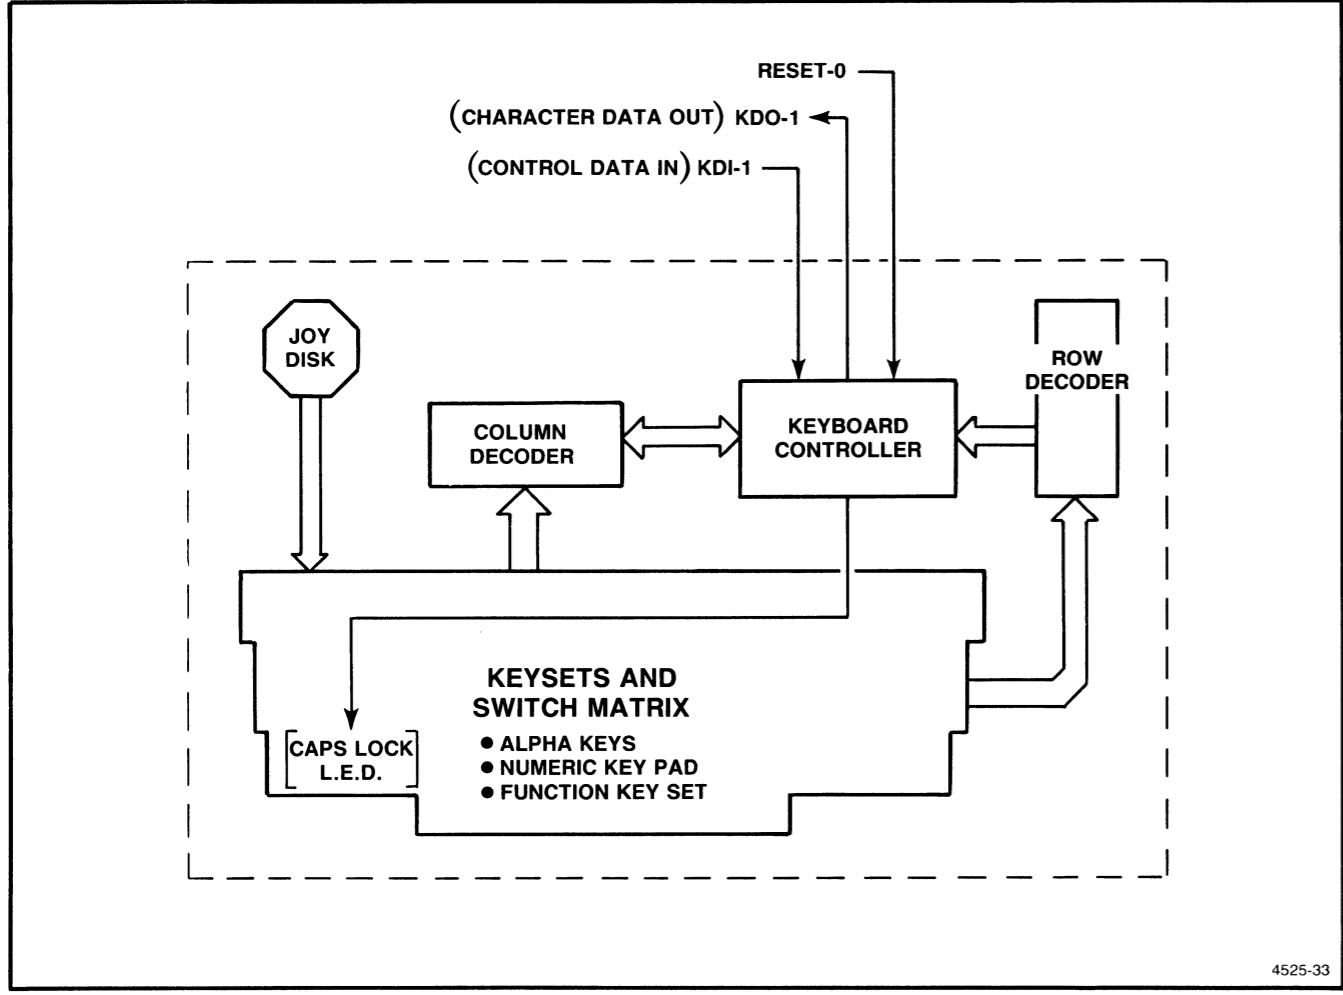 RESET-0
(CHARACTER DATA OUT) KDO-1
(CONTROL DATA IN) KDI-1
JOY
DISK
ROW
DECODER
COLUMN
DECODER
KEYBOARD
CONTROLLER
KEYSETS AND
SWITCH MATRIX
● ALPHA KEYS
● NUMERIC KEY PAD
● FUNCTION KEY SET
[CAPS LOCK
L.E.D.]
4525-33